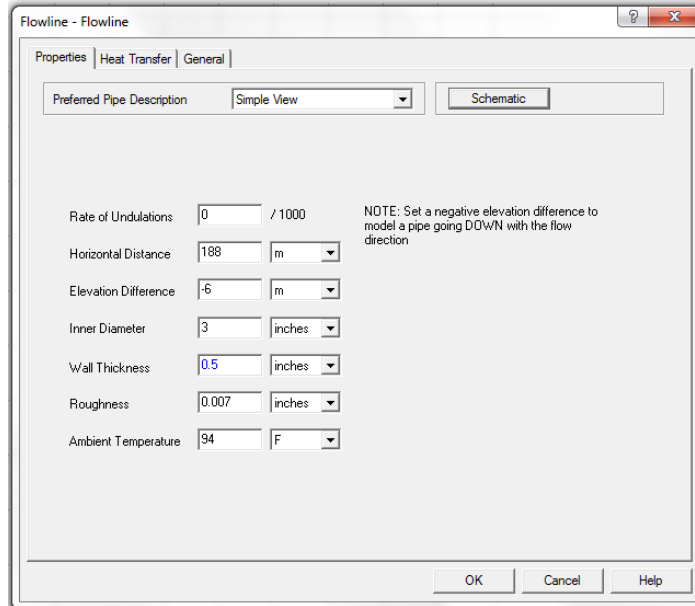 Flowline - Flowline
? X
Properties Heat Transfer General
Preferred Pipe Description Simple View Schematic
Rate of Undulations 0 / 1000
NOTE: Set a negative elevation difference to
model a pipe going DOWN with the flow
direction
Horizontal Distance 188 m
Elevation Difference -6 m
Inner Diameter 3 inches
Wall Thickness 0.5 inches
Roughness 0.007 inches
Ambient Temperature 94 F
OK Cancel Help